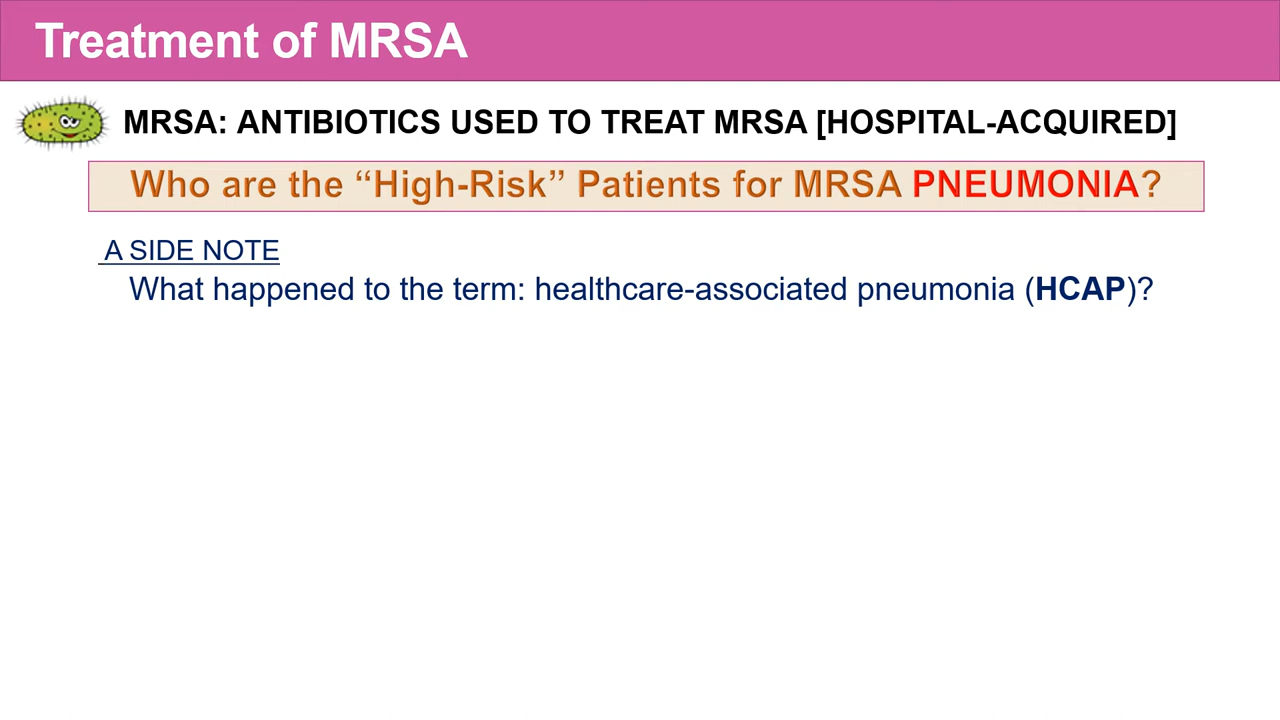 Treatment of MRSA
MRSA: ANTIBIOTICS USED TO TREAT MRSA [HOSPITAL-ACQUIRED]
Who are the “High-Risk” Patients for MRSA PNEUMONIA?
A SIDE NOTE
What happened to the term: healthcare-associated pneumonia (HCAP)?